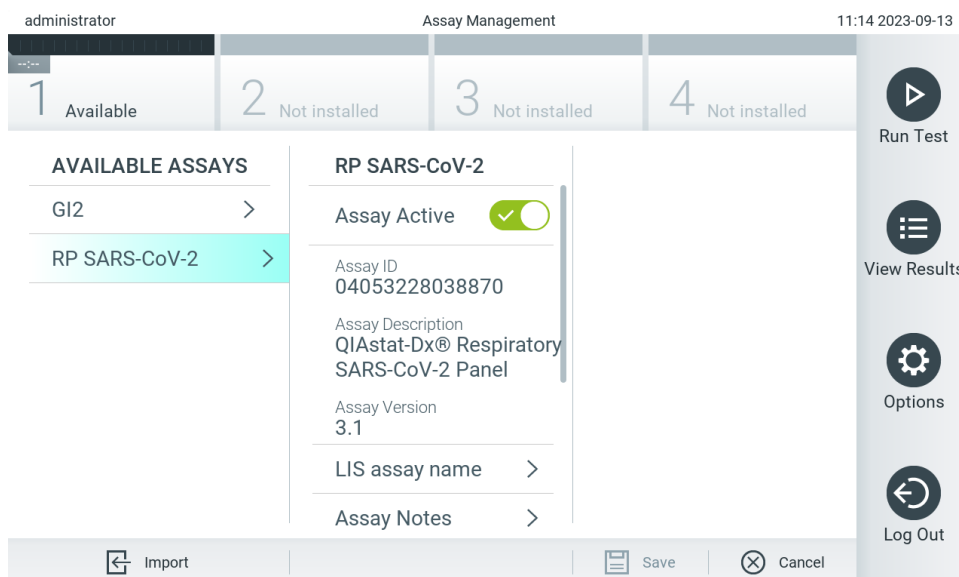 administrator
Assay Management
11:14 2023-09-13
--:--
1 Available
2 Not installed
3 Not installed
4 Not installed
Run Test
View Results
Options
Log Out
AVAILABLE ASSAYS
GI2
RP SARS-CoV-2
RP SARS-CoV-2
Assay Active
Assay ID
04053228038870
Assay Description
QIAstat-Dx® Respiratory
SARS-CoV-2 Panel
Assay Version
3.1
LIS assay name
Assay Notes
Import
Save
Cancel